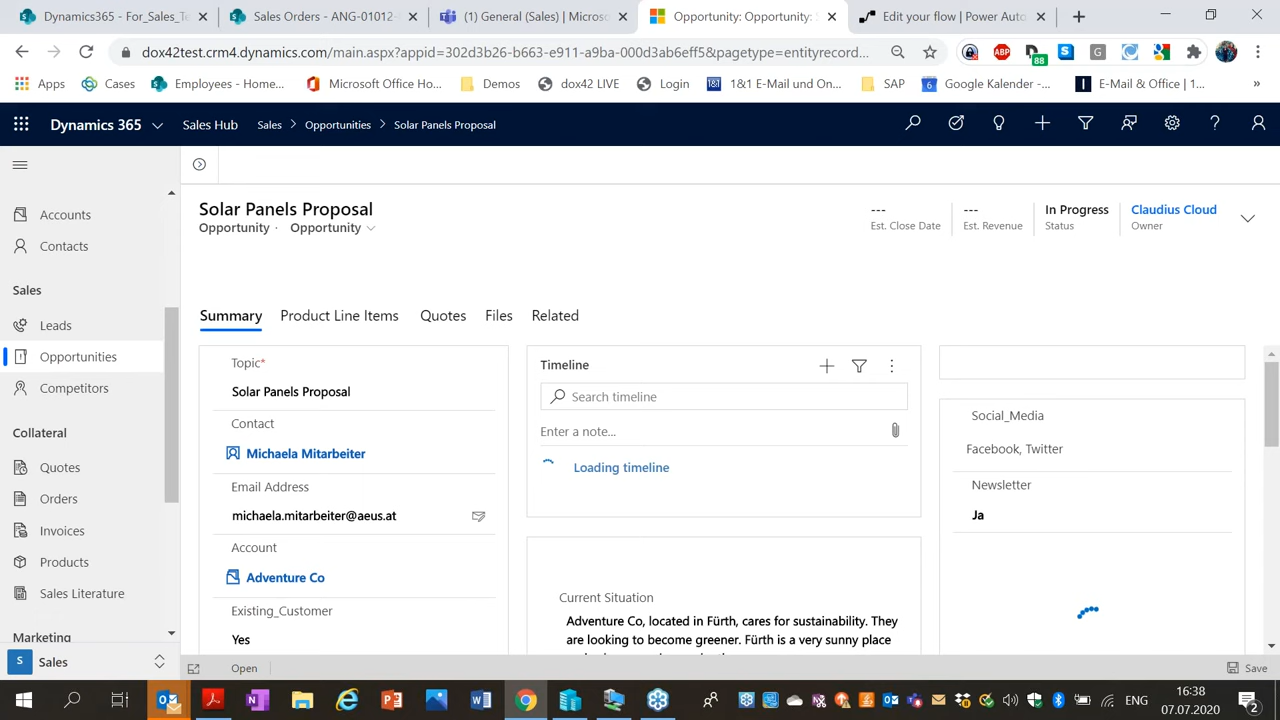 Dynamics365 - For_Sales_T
Sales Orders - ANG-01012
(1) General (Sales) | Micros
Opportunity: Opportunity: S
Edit your flow | Power Auto
dox42test.crm4.dynamics.com/main.aspx?appid=302d3b26-b663-e911-a9ba-000d3ab6eff5&pagetype=entityrecord...
ABP
88
Apps
Cases
Employees - Home...
Microsoft Office Ho...
Demos
dox42 LIVE
Login
1&1 E-Mail und On...
SAP
Google Kalender -...
E-Mail & Office | 1...
»
Dynamics 365
Sales Hub
Sales
Opportunities
Solar Panels Proposal
Accounts
Contacts
Sales
Leads
Opportunities
Competitors
Collateral
Quotes
Orders
Invoices
Products
Sales Literature
Marketing
S
Sales
Solar Panels Proposal
Opportunity · Opportunity
---
Est. Close Date
---
Est. Revenue
In Progress
Status
Claudius Cloud
Owner
Summary
Product Line Items
Quotes
Files
Related
Topic*
Solar Panels Proposal
Contact
Michaela Mitarbeiter
Email Address
michaela.mitarbeiter@aeus.at
Account
Adventure Co
Existing_Customer
Yes
Timeline
Search timeline
Enter a note...
Loading timeline
Current Situation
Adventure Co, located in Fürth, cares for sustainability. They
are looking to become greener. Fürth is a very sunny place
Social_Media
Facebook, Twitter
Newsletter
Ja
Open
Save
ENG
16:38
07.07.2020
2